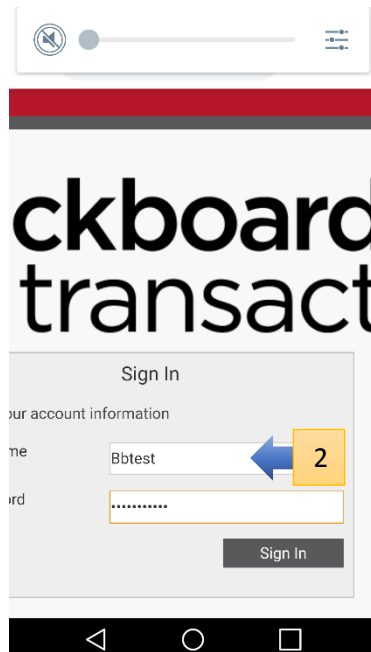 ckboard
transact
Sign In
our account information
me
Bbtest
2
ord
•••••••••••
Sign In